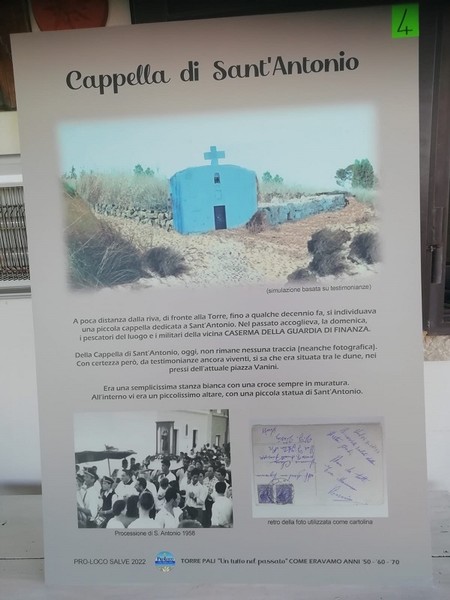 4
Cappella di Sant'Antonio
(simulazione basata su testimonianze)
A poca distanza dalla riva, di fronte alla Torre, fino a qualche decennio fa, si individuava
una piccola cappella dedicata a Sant'Antonio. Nel passato accoglieva, la domenica,
i pescatori del luogo e i militari della vicina CASERMA DELLA GUARDIA DI FINANZA.
Della Cappella di Sant'Antonio, oggi, non rimane nessuna traccia (neanche fotografica).
Con certezza però, da testimonianze ancora viventi, si sa che era situata tra le dune, nei
pressi dell'attuale piazza Vanini.
Era una semplicissima stanza bianca con una croce sempre in muratura.
All'interno vi era un piccolissimo altare, con una piccola statua di Sant'Antonio.
Processione di S. Antonio 1958
retro della foto utilizzata come cartolina
PRO-LOCO SALVE 2022
TORRE PALI "Un tuffo nel passato" COME ERAVAMO ANNI '50 - '60 - 70